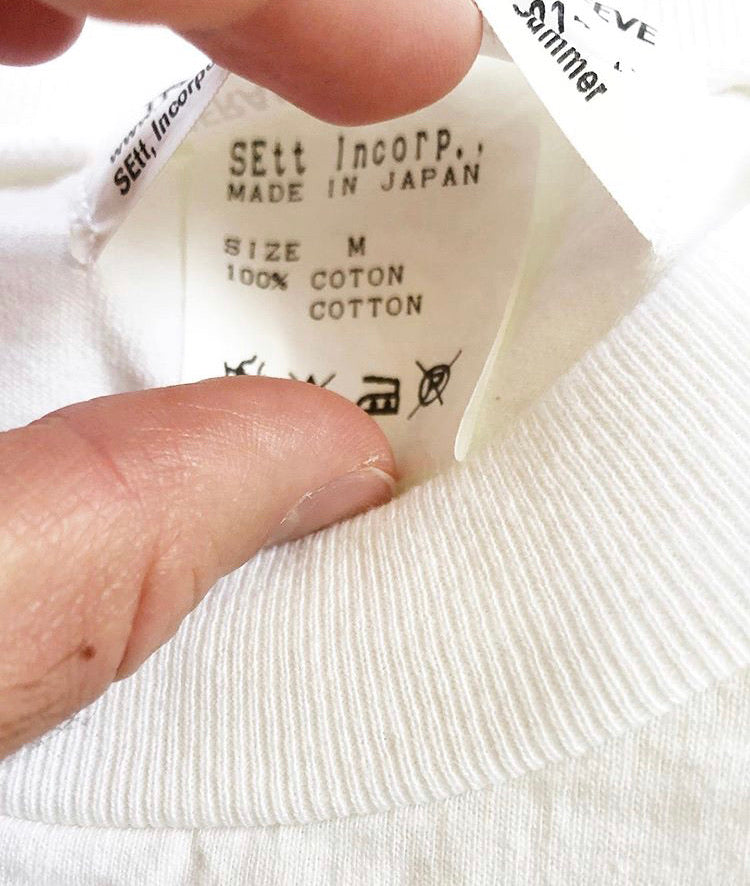 SEtt, Incorp
Summer
SEtt Incorp.,
MADE IN JAPAN
SIZE M
100% COTON
COTTON